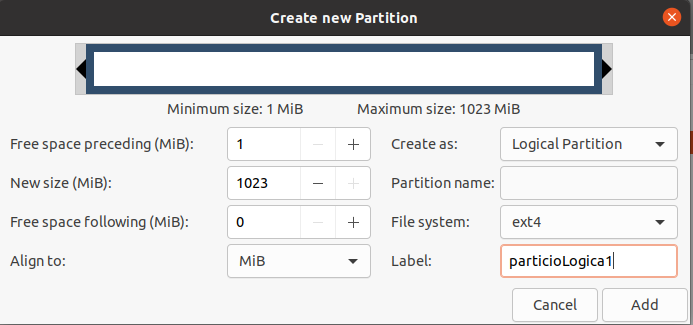 Create new Partition
Minimum size: 1 MiB Maximum size: 1023 MiB
Free space preceding (MiB): 1 Create as: Logical Partition
New size (MiB): 1023 Partition name:
Free space following (MiB): 0 File system: ext4
Align to: MiB Label: particioLogica1
Cancel Add